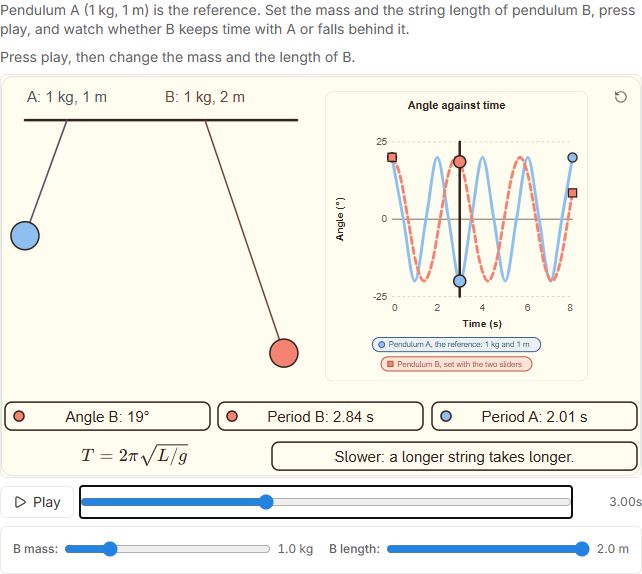 Pendulum A (1 kg, 1 m) is the reference. Set the mass and the string length of pendulum B, press
play, and watch whether B keeps time with A or falls behind it.
Press play, then change the mass and the length of B.
A: 1 kg, 1 m
B: 1 kg, 2 m
Angle against time
25
0
-25
Angle (°)
0 2 4 6 8
Time (s)
Pendulum A, the reference: 1 kg and 1 m
Pendulum B, set with the two sliders
Angle B: 19°
Period B: 2.84 s
Period A: 2.01 s
T = 2π√L/g
Slower: a longer string takes longer.
Play
3.00s
B mass: 1.0 kg
B length: 2.0 m